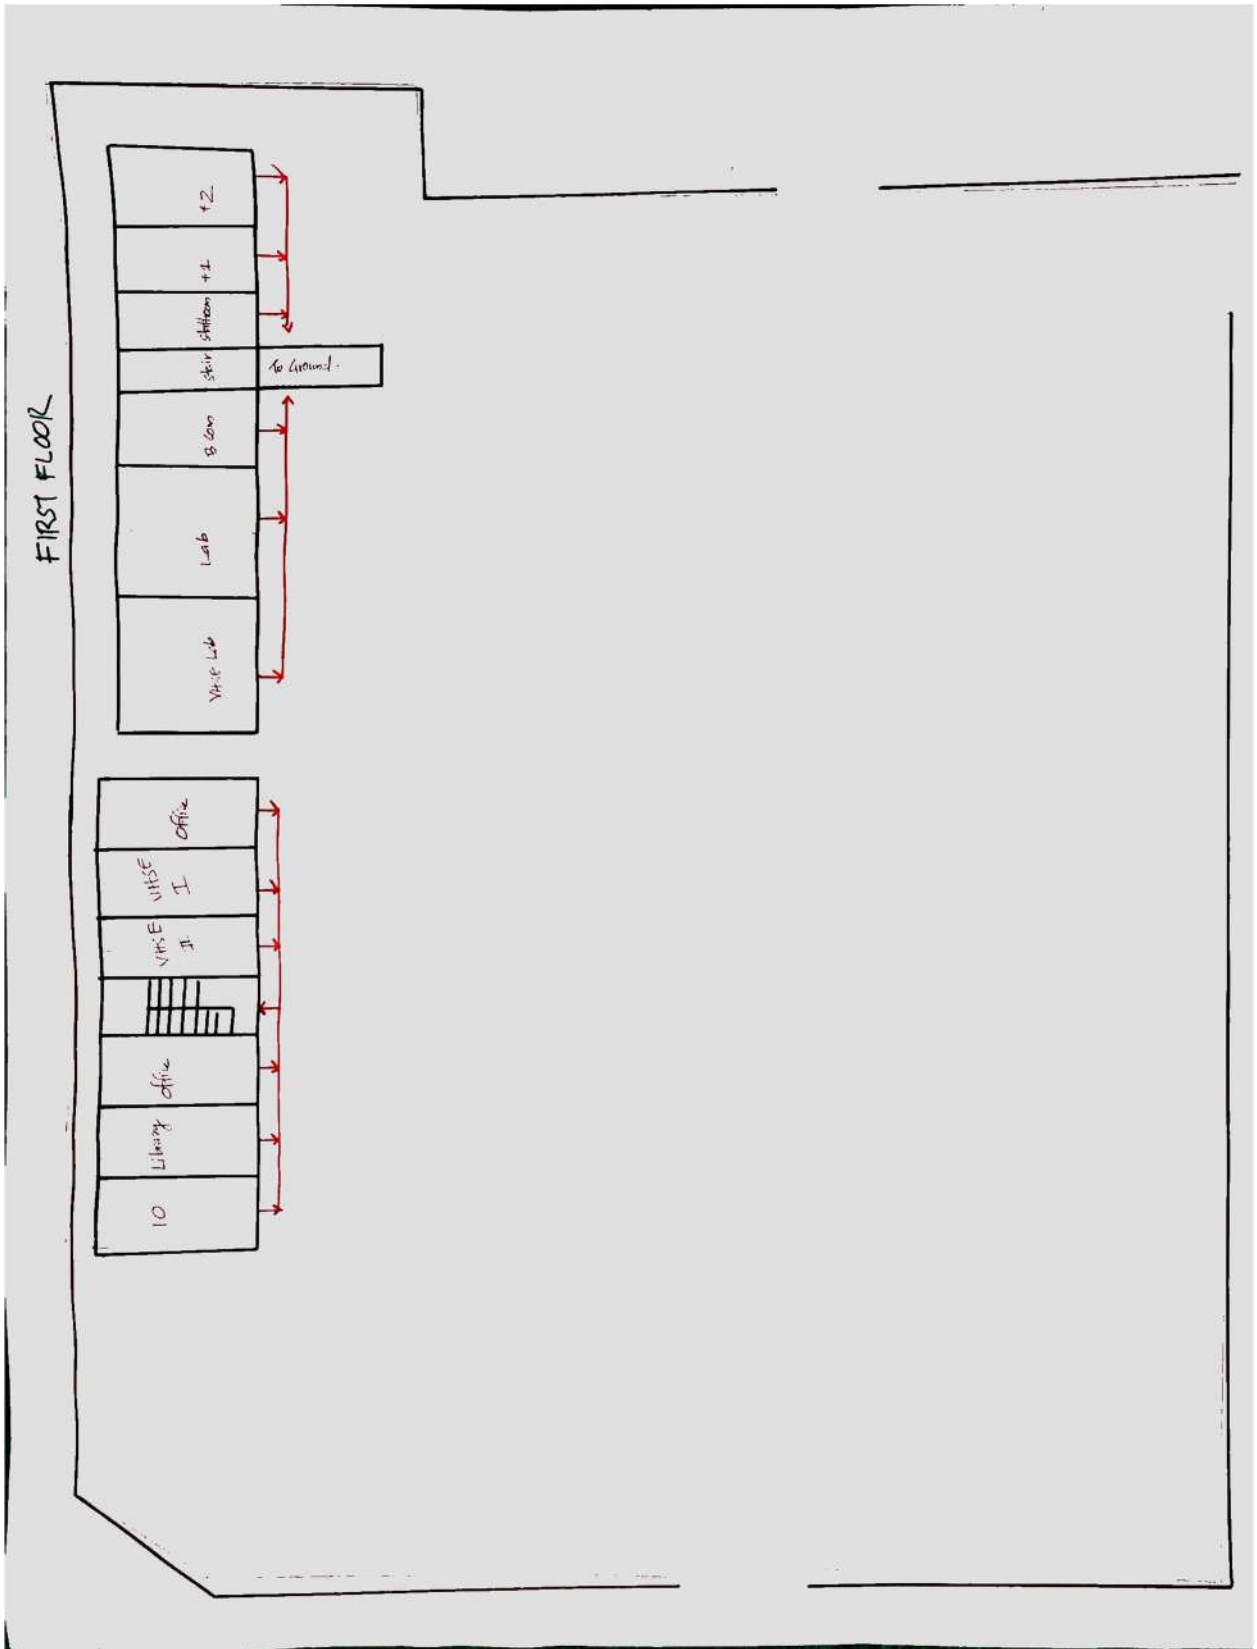 FIRST FLOOR
10
Library
office
VHSE
II
VHSE
I
office
VHSE Lab
Lab
B Com
stair
To Ground.
Staffroom
+1
+2